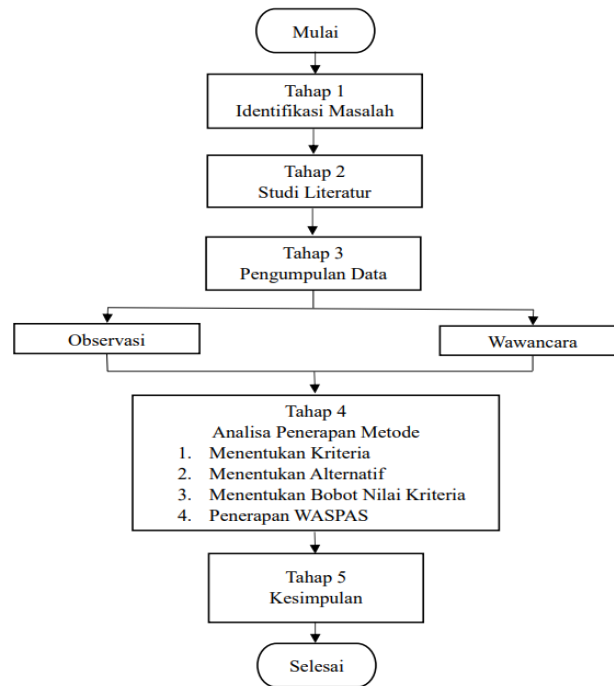 Mulai
Tahap 1
Identifikasi Masalah
Tahap 2
Studi Literatur
Tahap 3
Pengumpulan Data
Observasi
Wawancara
Tahap 4
Analisa Penerapan Metode
1. Menentukan Kriteria
2. Menentukan Alternatif
3. Menentukan Bobot Nilai Kriteria
4. Penerapan WASPAS
Tahap 5
Kesimpulan
Selesai